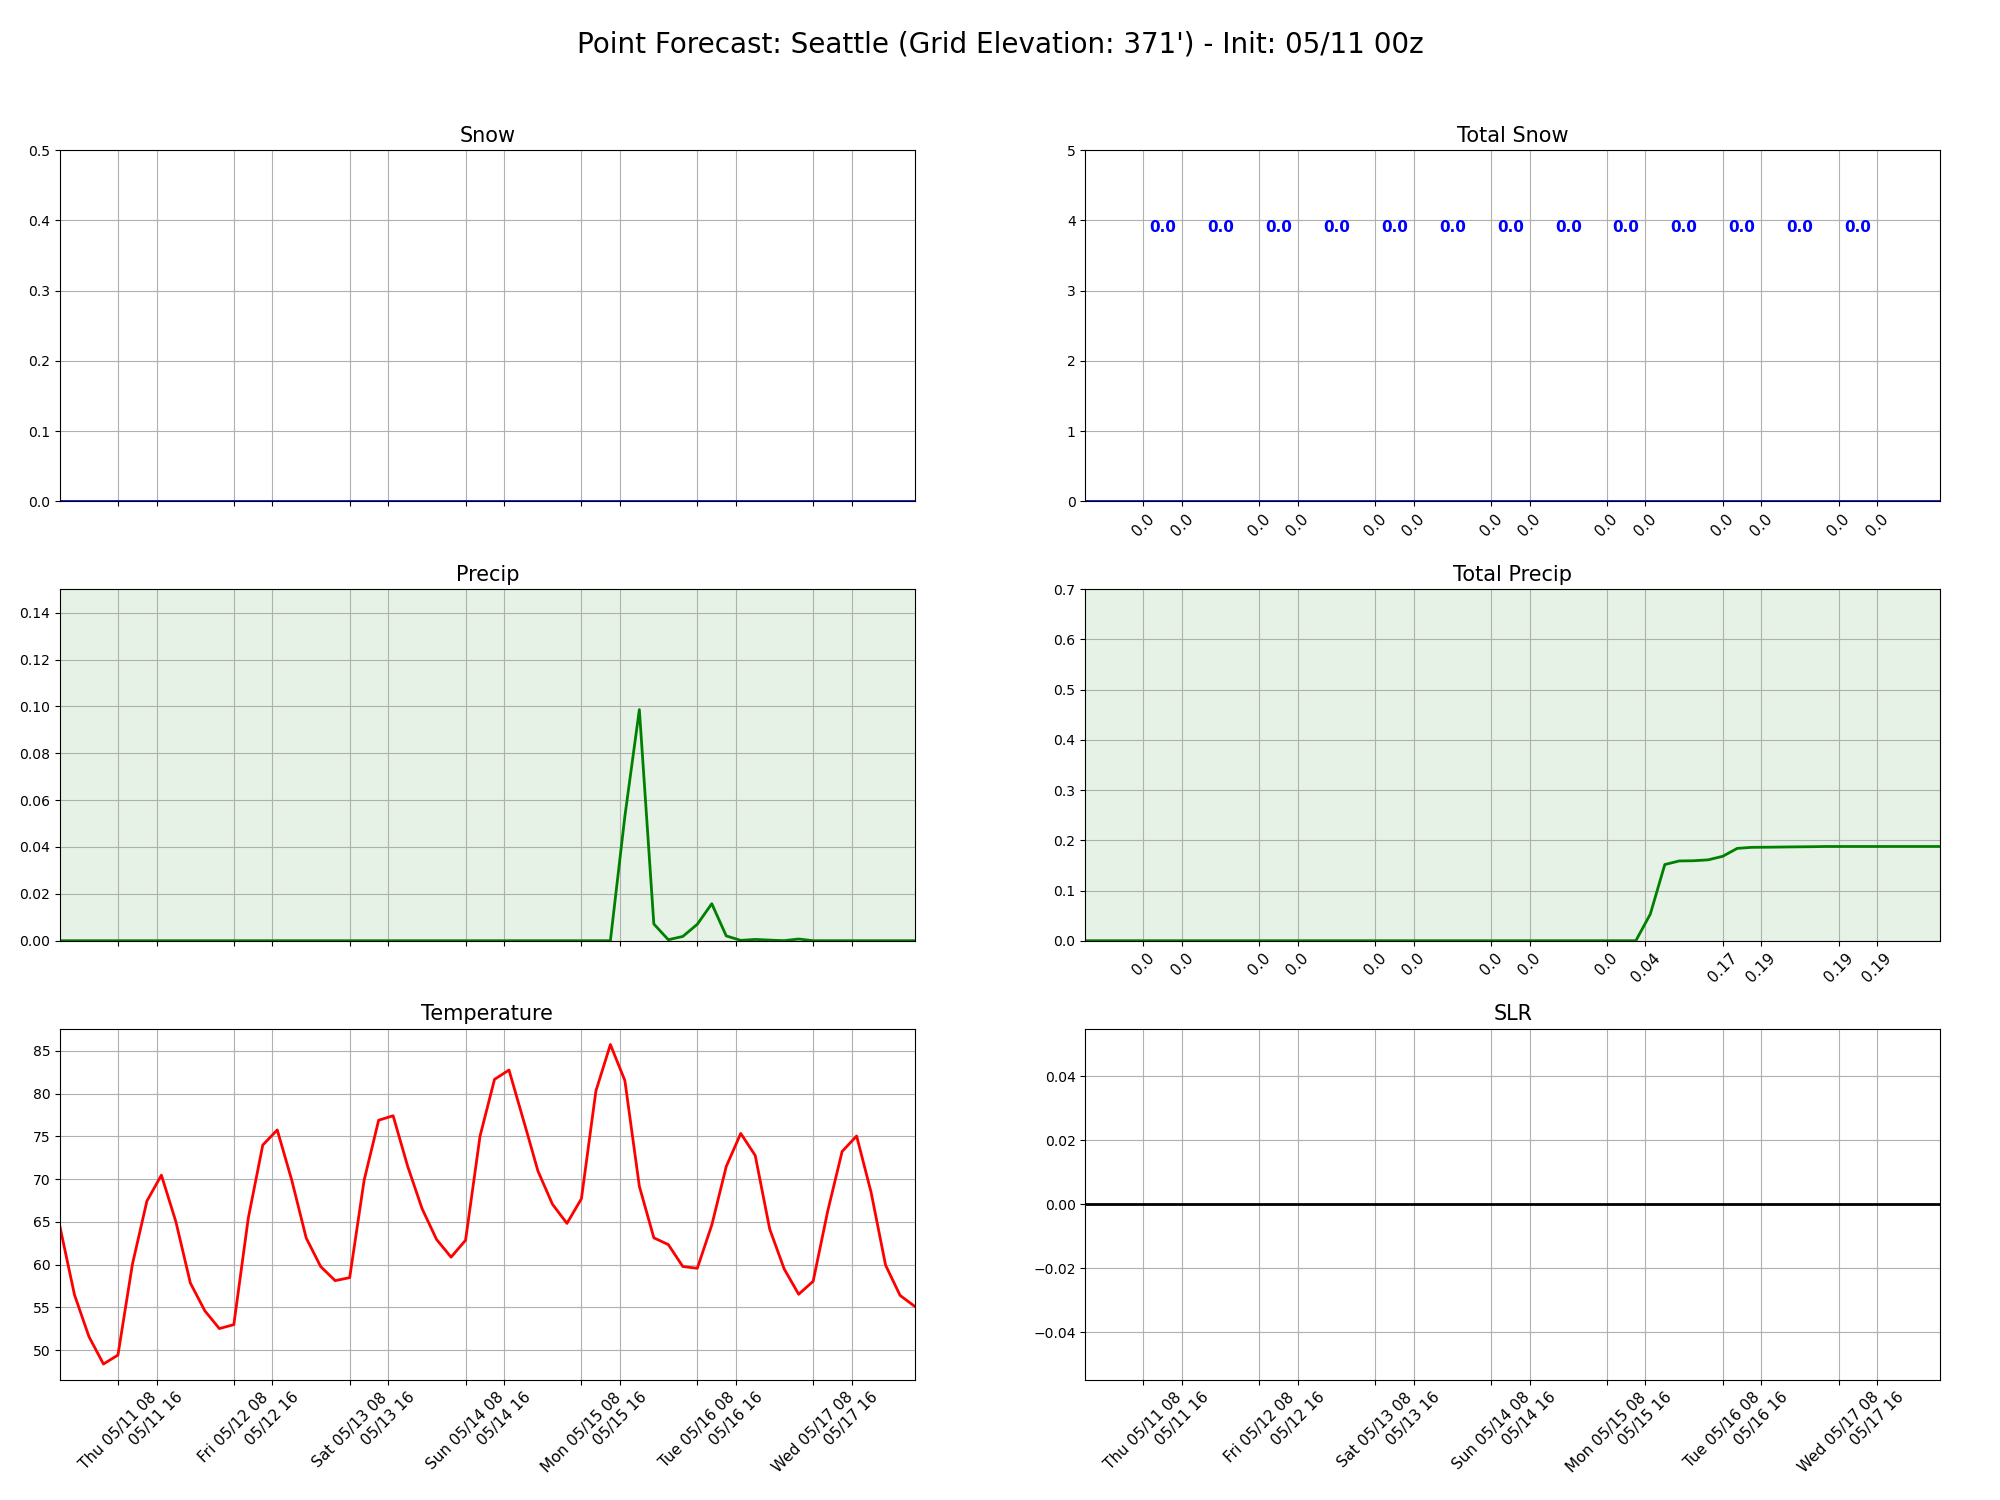 Point Forecast: Seattle (Grid Elevation: 371') - Init: 05/11 00z
Snow
0.5
0.4
0.3
0.2
0.1
0.0
Total Snow
5
4
3
2
1
0
0.0 0.0 0.0 0.0 0.0 0.0 0.0 0.0 0.0 0.0 0.0 0.0 0.0
0.0 0.0 0.0 0.0 0.0 0.0 0.0 0.0 0.0 0.0 0.0 0.0 0.0 0.0
Precip
0.14
0.12
0.10
0.08
0.06
0.04
0.02
0.00
Total Precip
0.7
0.6
0.5
0.4
0.3
0.2
0.1
0.0
0.0 0.0 0.0 0.0 0.0 0.0 0.0 0.0 0.0 0.04 0.17 0.19 0.19 0.19
Temperature
85
80
75
70
65
60
55
50
Thu 05/11 08
05/11 16
Fri 05/12 08
05/12 16
Sat 05/13 08
05/13 16
Sun 05/14 08
05/14 16
Mon 05/15 08
05/15 16
Tue 05/16 08
05/16 16
Wed 05/17 08
05/17 16
SLR
0.04
0.02
0.00
−0.02
−0.04
Thu 05/11 08
05/11 16
Fri 05/12 08
05/12 16
Sat 05/13 08
05/13 16
Sun 05/14 08
05/14 16
Mon 05/15 08
05/15 16
Tue 05/16 08
05/16 16
Wed 05/17 08
05/17 16